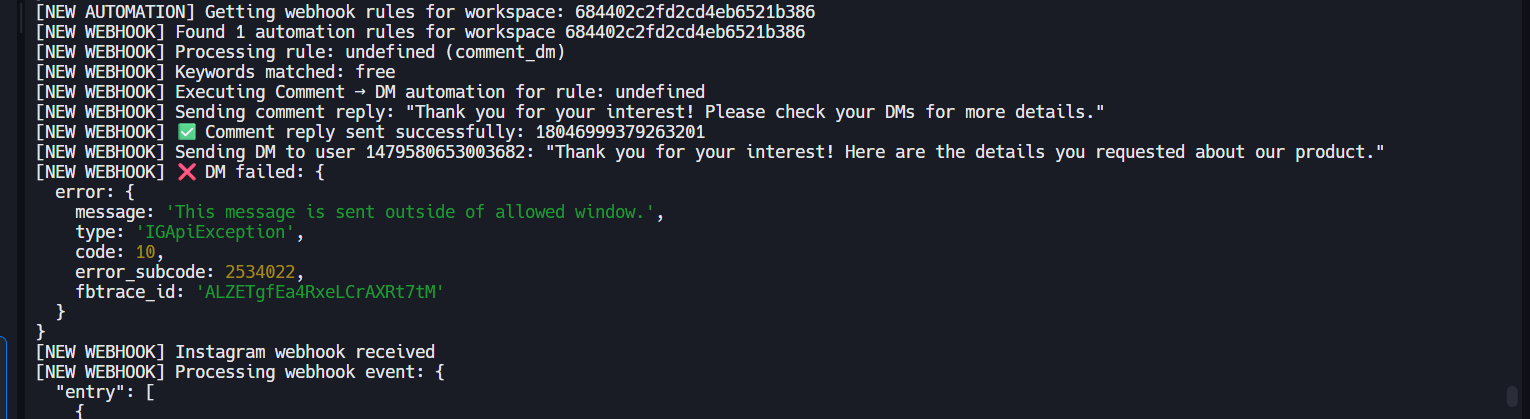 [NEW AUTOMATION] Getting webhook rules for workspace: 684402c2fd2cd4eb6521b386
[NEW WEBHOOK] Found 1 automation rules for workspace 684402c2fd2cd4eb6521b386
[NEW WEBHOOK] Processing rule: undefined (comment_dm)
[NEW WEBHOOK] Keywords matched: free
[NEW WEBHOOK] Executing Comment → DM automation for rule: undefined
[NEW WEBHOOK] Sending comment reply: "Thank you for your interest! Please check your DMs for more details."
[NEW WEBHOOK] ✅ Comment reply sent successfully: 18046999379263201
[NEW WEBHOOK] Sending DM to user 1479580653003682: "Thank you for your interest! Here are the details you requested about our product."
[NEW WEBHOOK] ❌ DM failed: {
  error: {
    message: 'This message is sent outside of allowed window.',
    type: 'IGApiException',
    code: 10,
    error_subcode: 2534022,
    fbtrace_id: 'ALZETgfEa4RxeLCrAXRt7tM'
  }
}
[NEW WEBHOOK] Instagram webhook received
[NEW WEBHOOK] Processing webhook event: {
  "entry": [
    {